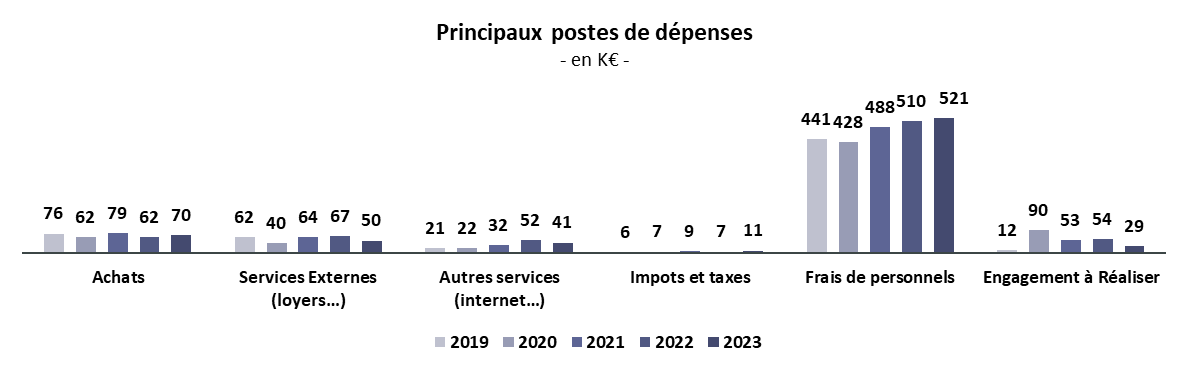 Principaux postes de dépenses
- en K€ -
76 62 79 62 70
62 40 64 67 50
21 22 32 52 41
6 7 9 7 11
441 428 488 510 521
12 90 53 54 29
Achats
Services Externes
(loyers...)
Autres services
(internet...)
Impots et taxes
Frais de personnels
Engagement à Réaliser
2019 2020 2021 2022 2023